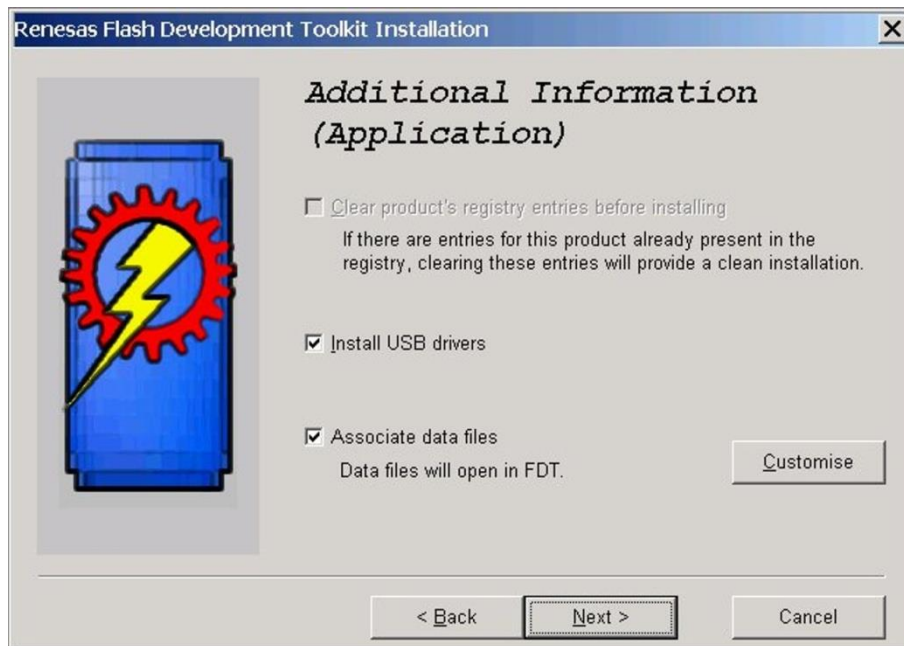 Renesas Flash Development Toolkit Installation
Additional Information
(Application)
Clear product's registry entries before installing
If there are entries for this product already present in the
registry, clearing these entries will provide a clean installation.
Install USB drivers
Associate data files
Data files will open in FDT.
Customise
< Back
Next >
Cancel